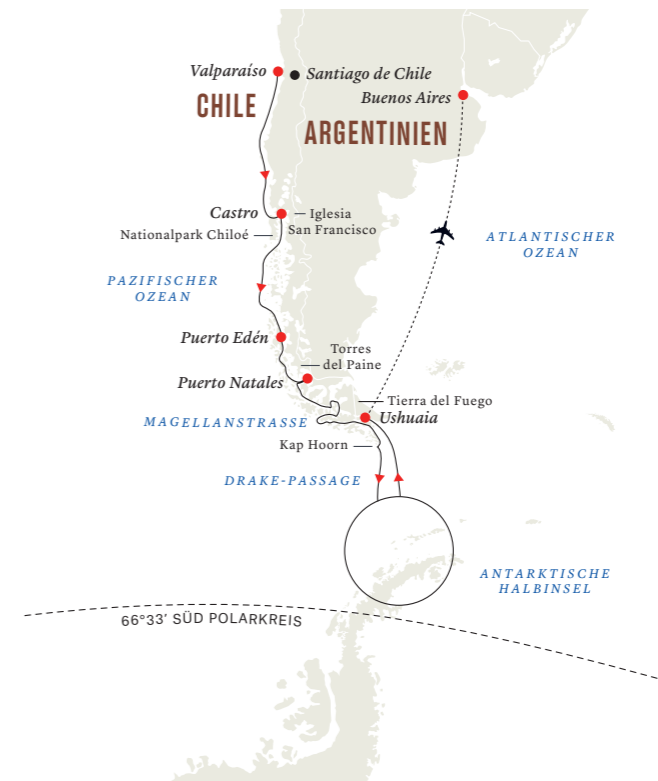 Valparaíso
Santiago de Chile
Buenos Aires
CHILE
ARGENTINIEN
Castro
Iglesia
San Francisco
Nationalpark Chiloé
ATLANTISCHER
OZEAN
PAZIFISCHER
OZEAN
Puerto Edén
Torres
del Paine
Puerto Natales
Tierra del Fuego
MAGELLANSTRASSE
Ushuaia
Kap Hoorn
DRAKE-PASSAGE
ANTARKTISCHE
HALBINSEL
66°33′ SÜD POLARKREIS